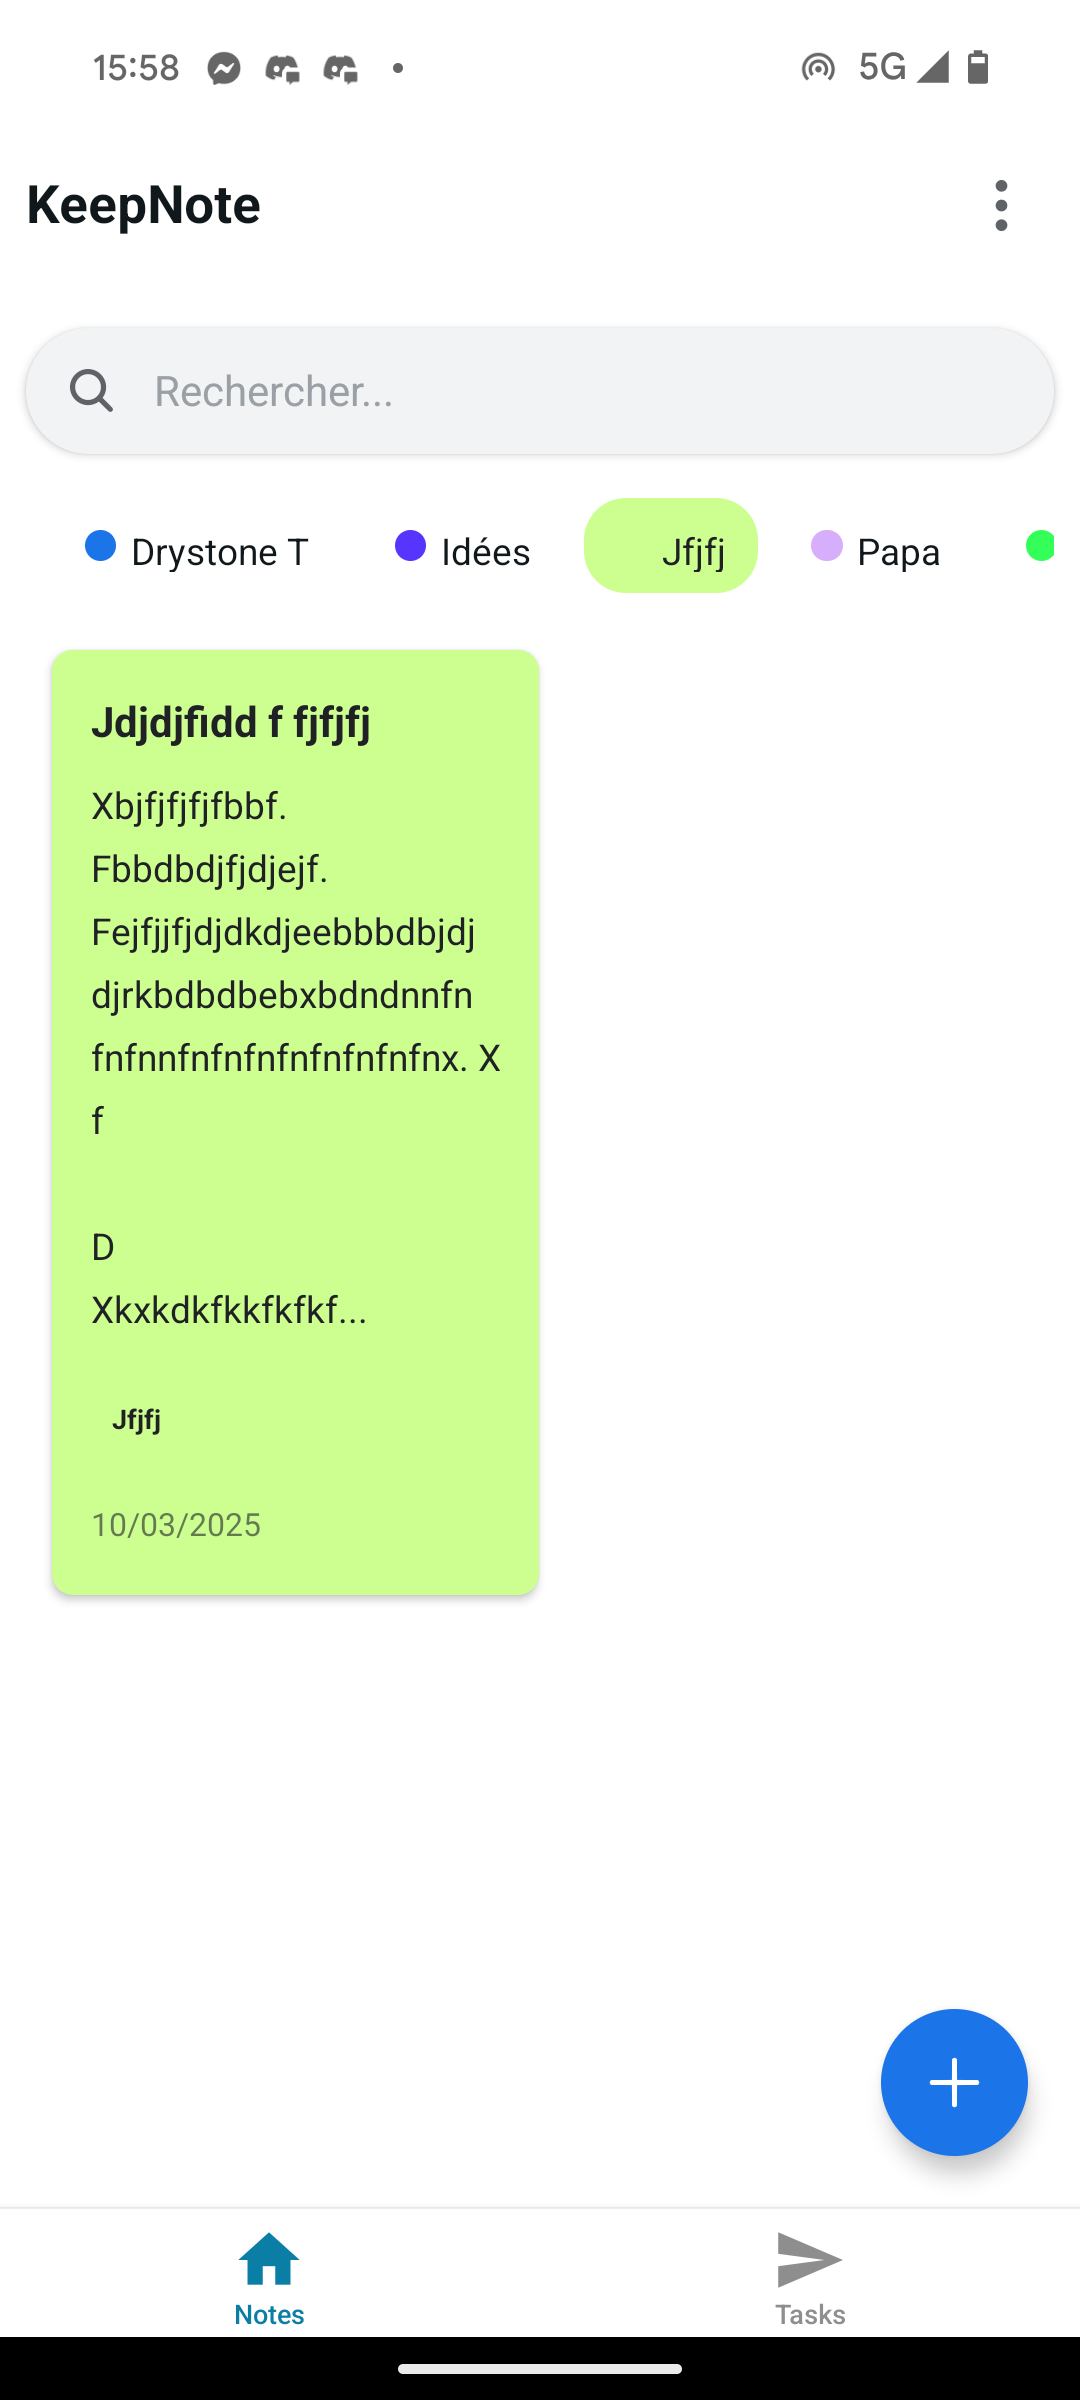 15:58
5G
KeepNote
Rechercher...
Drystone T
Idées
Jfjfj
Papa
Jdjdjfidd f fjfjfj
Xbjfjfjfjfbbf.
Fbbdbdjfjdjejf.
Fejfjjfjdjdkdjeebbbdbjdj
djrkbdbdbebxbdndnnfn
fnfnnfnfnfnfnfnfnfnfnx. X
f
D
Xkxkdkfkkfkfkf...
Jfjfj
10/03/2025
Notes
Tasks